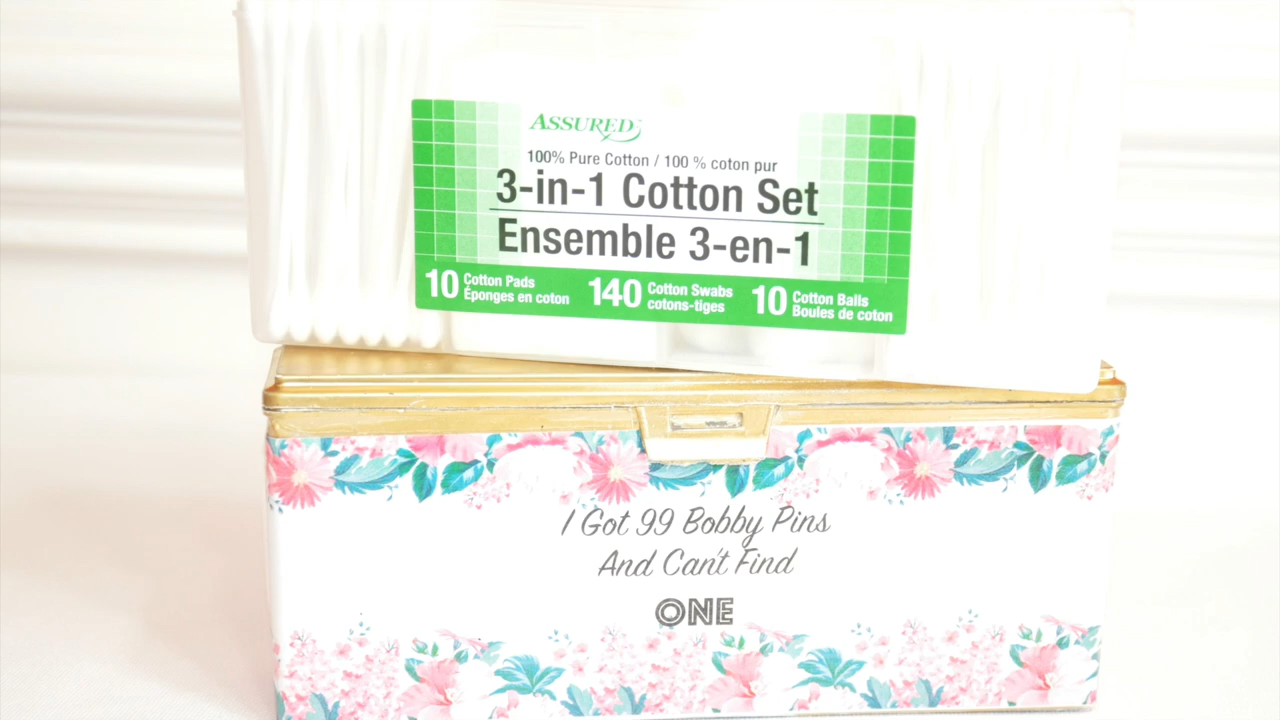 ASSURED
100% Pure Cotton / 100 % coton pur
3-in-1 Cotton Set
Ensemble 3-en-1
10 Cotton Pads
Éponges en coton
140 Cotton Swabs
cotons-tiges
10 Cotton Balls
Boules de coton
I Got 99 Bobby Pins
And Can't Find
ONE